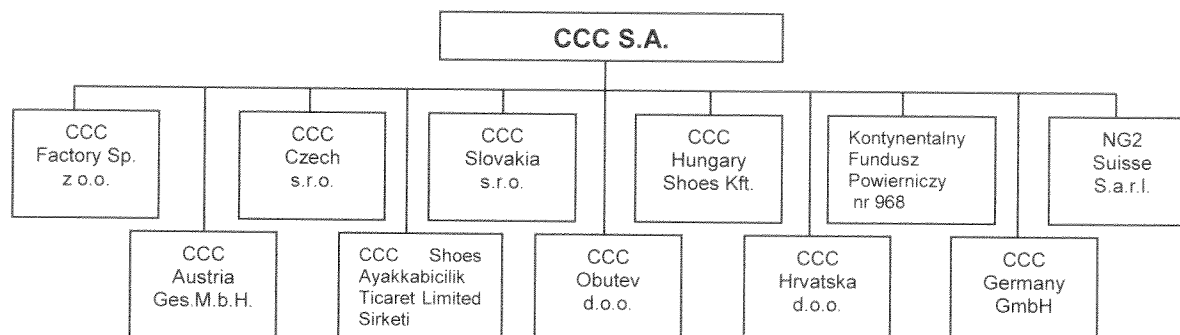 CCC S.A.
CCC
Factory Sp.
z o.o.
CCC
Czech
s.r.o.
CCC
Slovakia
s.r.o.
CCC
Hungary
Shoes Kft.
Kontynentalny
Fundusz
Powierniczy
nr 968
NG2
Suisse
S.a.r.l.
CCC
Austria
Ges.M.b.H.
CCC Shoes
Ayakkabicilik
Ticaret Limited
Sirketi
CCC
Obutev
d.o.o.
CCC
Hrvatska
d.o.o.
CCC
Germany
GmbH